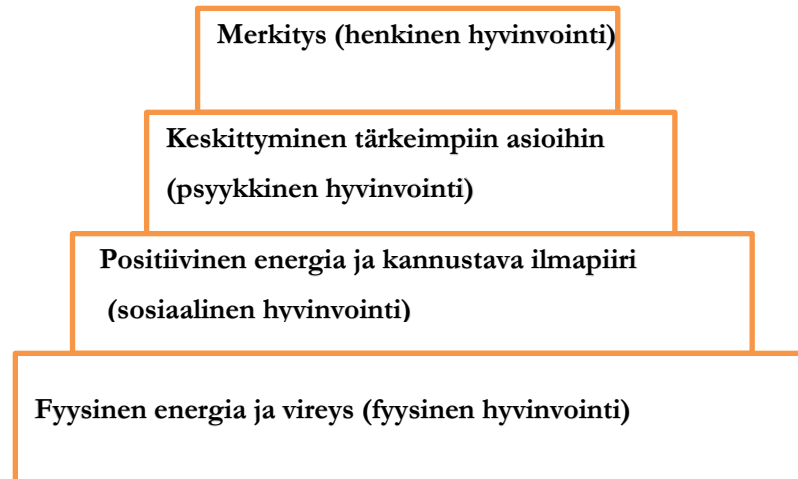 Merkitys (henkinen hyvinvointi)
Keskittyminen tärkeimpiin asioihin
(psyykkinen hyvinvointi)
Positiivinen energia ja kannustava ilmapiiri
(sosiaalinen hyvinvointi)
Fyysinen energia ja vireys (fyysinen hyvinvointi)